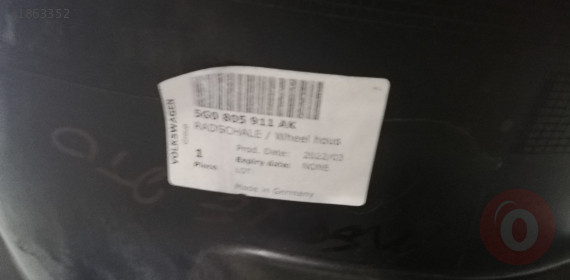 VOLKSWAGEN
Group
5G0 805 911 AK
RADSCHALE / Wheel hous
1
Piece
Prod. Date: 2022/03
Expiry date: NONE
LOT:
Made in Germany